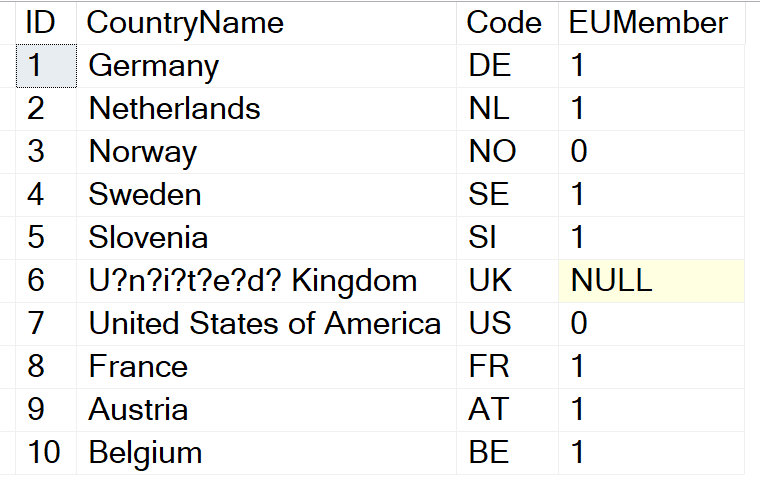 ID CountryName Code EUMember
1 Germany DE 1
2 Netherlands NL 1
3 Norway NO 0
4 Sweden SE 1
5 Slovenia SI 1
6 U?n?i?t?e?d? Kingdom UK NULL
7 United States of America US 0
8 France FR 1
9 Austria AT 1
10 Belgium BE 1